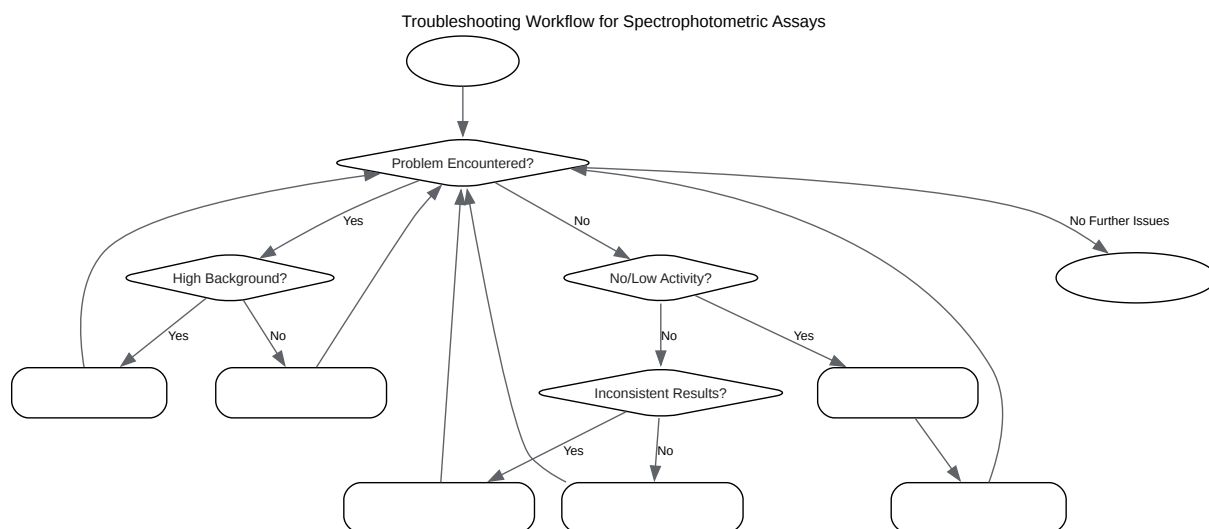 Troubleshooting Workflow for Spectrophotometric Assays
Problem Encountered?
Yes
No
No Further Issues
High Background?
No/Low Activity?
Yes
No
No
Yes
Inconsistent Results?
Yes
No